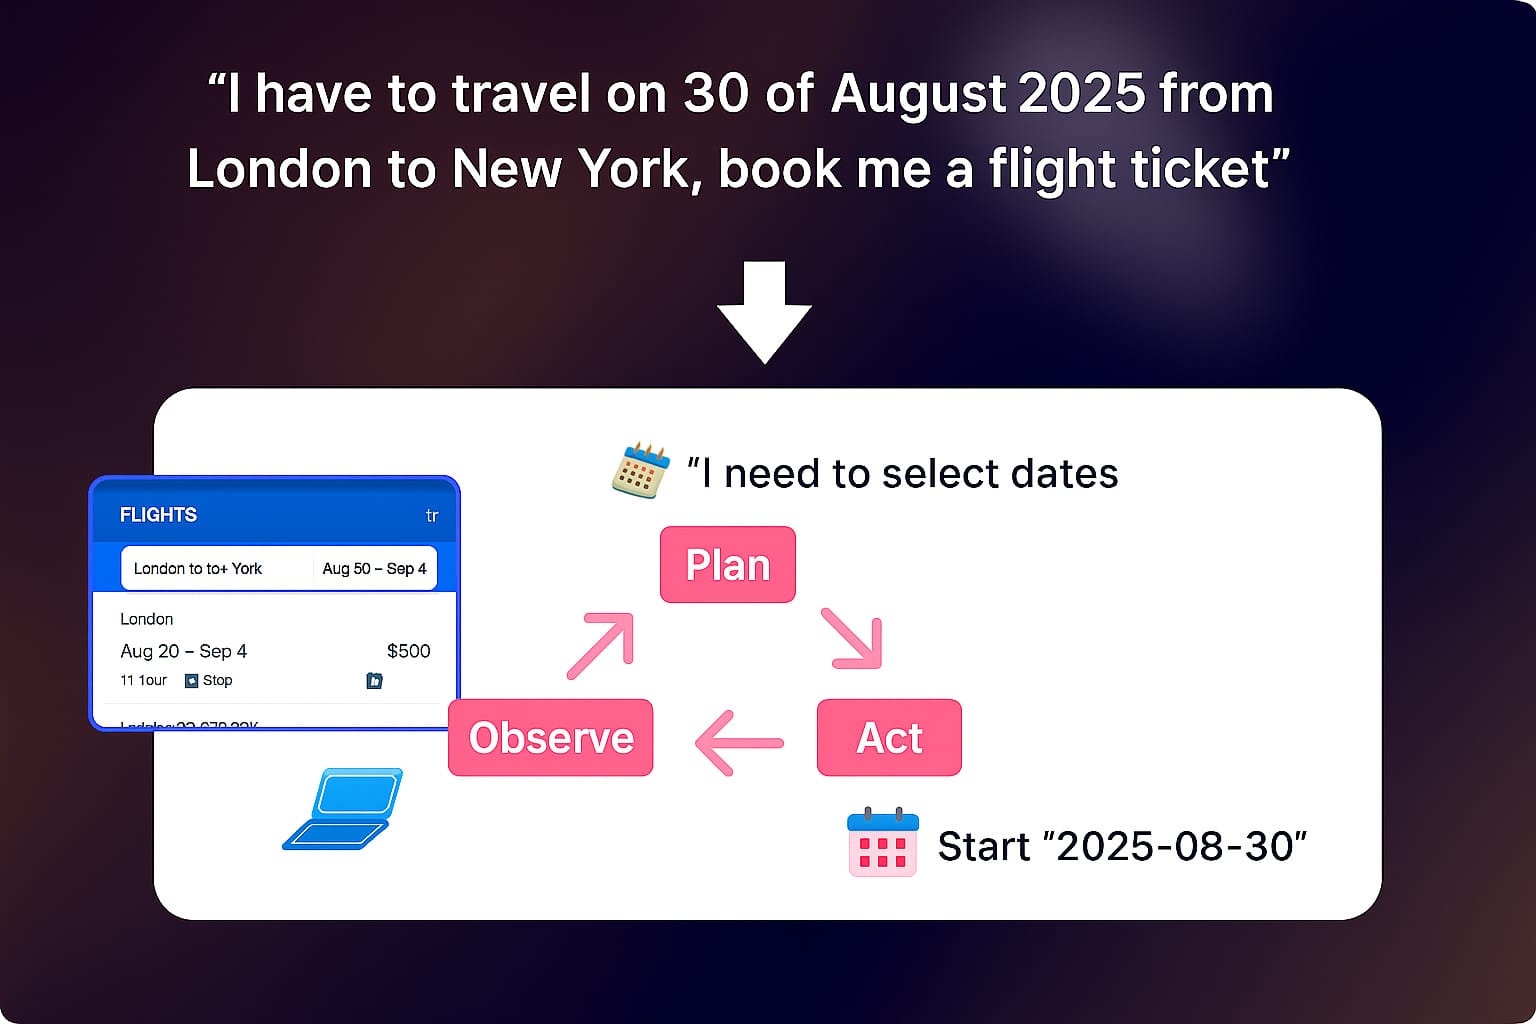 “I have to travel on 30 of August 2025 from
London to New York, book me a flight ticket”
"I need to select dates
Plan
FLIGHTS tr
London to to+ York Aug 50 – Sep 4
London
Aug 20 – Sep 4 $500
11 1our Stop
Observe
Act
Start "2025-08-30"